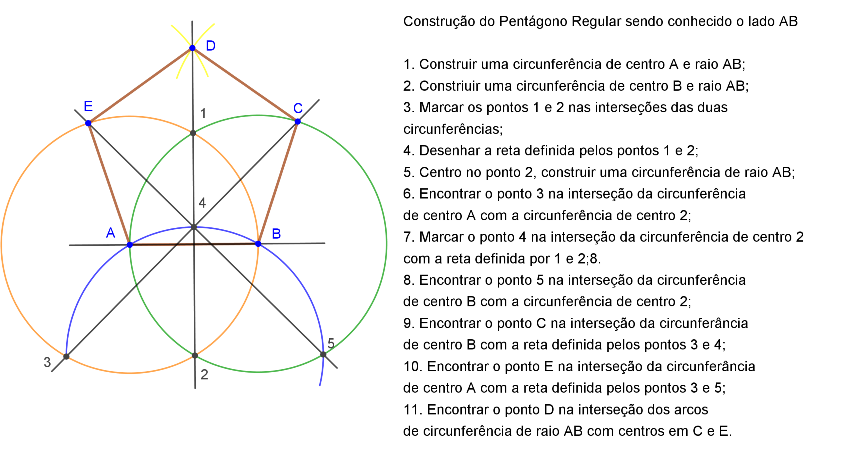 Construção do Pentágono Regular sendo conhecido o lado AB
1. Construir uma circunferência de centro A e raio AB;
2. Constriuir uma circunferência de centro B e raio AB;
3. Marcar os pontos 1 e 2 nas interseções das duas
circunferências;
4. Desenhar a reta definida pelos pontos 1 e 2;
5. Centro no ponto 2, construir uma circunferência de raio AB;
6. Encontrar o ponto 3 na interseção da circunferência
de centro A com a circunferência de centro 2;
7. Marcar o ponto 4 na interseção da circunferência de centro 2
com a reta definida por 1 e 2;8.
8. Encontrar o ponto 5 na interseção da circunferência
de centro B com a circunferência de centro 2;
9. Encontrar o ponto C na interseção da circunferância
de centro B com a reta definida pelos pontos 3 e 4;
10. Encontrar o ponto E na interseção da circunferância
de centro A com a reta definida pelos pontos 3 e 5;
11. Encontrar o ponto D na interseção dos arcos
de circunferência de raio AB com centros em C e E.
D
E
C
1
4
A
B
5
3
2